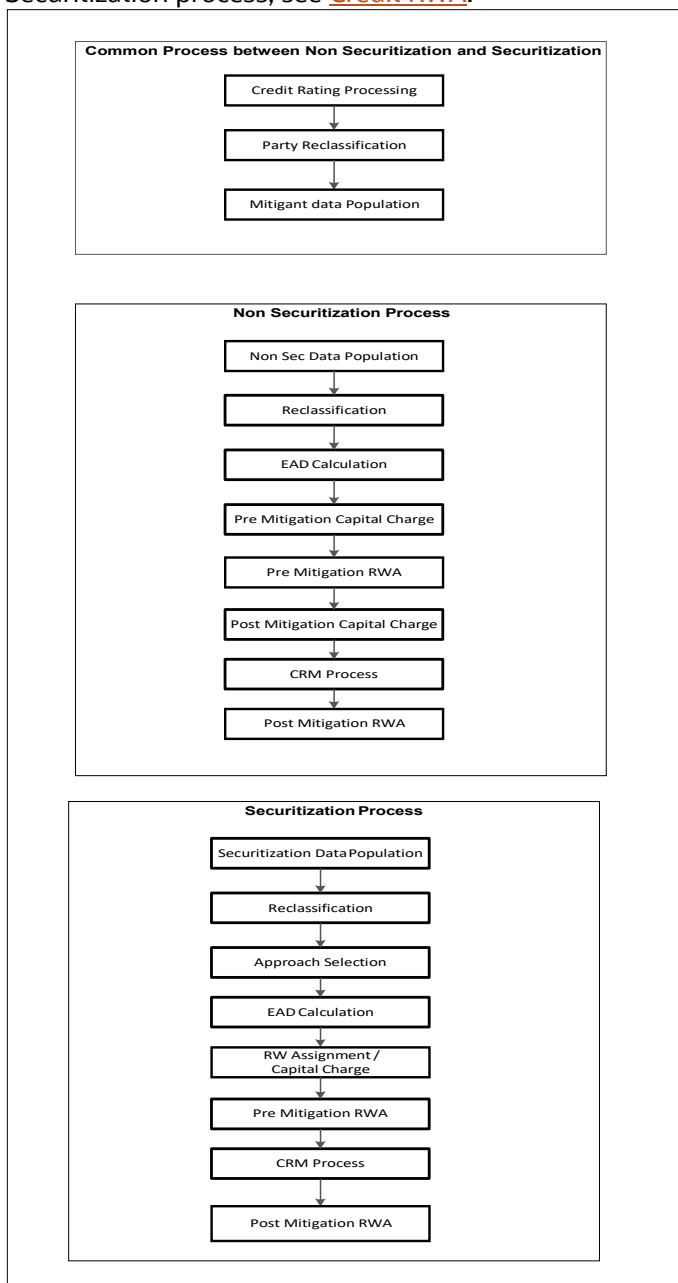 Securitization process, see Credit RWA.
Common Process between Non Securitization and Securitization
Credit Rating Processing
Party Reclassification
Mitigant data Population
Non Securitization Process
Non Sec Data Population
Reclassification
EAD Calculation
Pre Mitigation Capital Charge
Pre Mitigation RWA
Post Mitigation Capital Charge
CRM Process
Post Mitigation RWA
Securitization Process
Securitization Data Population
Reclassification
Approach Selection
EAD Calculation
RW Assignment /
Capital Charge
Pre Mitigation RWA
CRM Process
Post Mitigation RWA